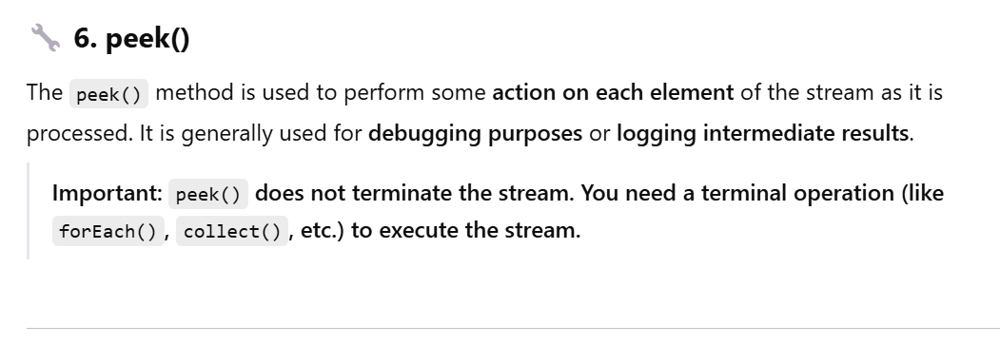 🔧 6. peek()
The peek() method is used to perform some action on each element of the stream as it is
processed. It is generally used for debugging purposes or logging intermediate results.
Important: peek() does not terminate the stream. You need a terminal operation (like
forEach(), collect(), etc.) to execute the stream.